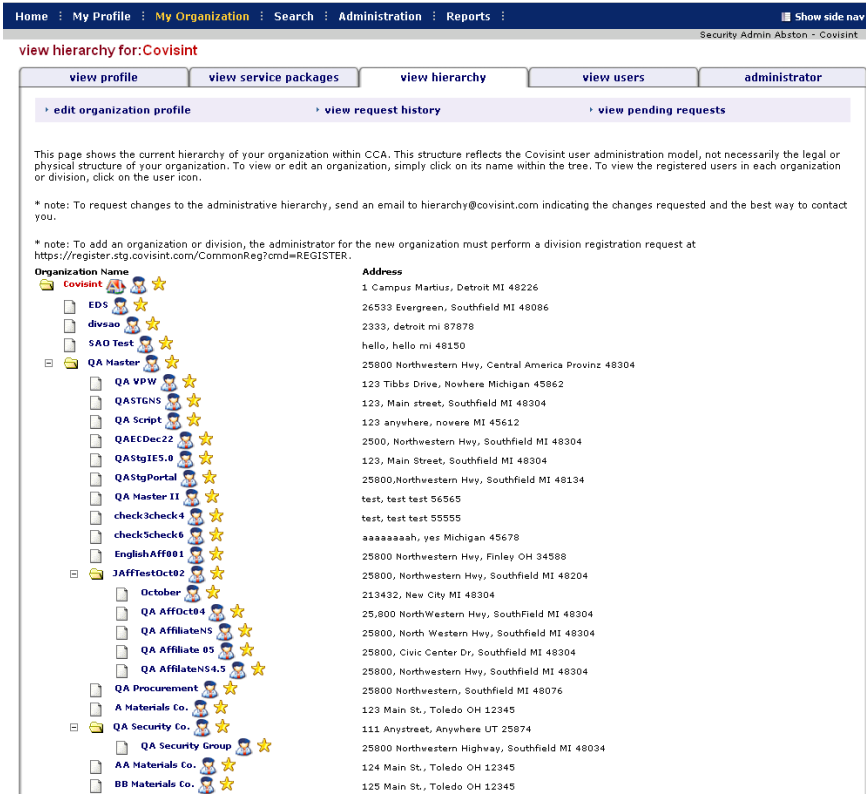 Home : My Profile : My Organization : Search : Administration : Reports : Show side nav
Security Admin Abston - Covisint
view hierarchy for:Covisint
view profile view service packages view hierarchy view users administrator
edit organization profile view request history view pending requests
This page shows the current hierarchy of your organization within CCA. This structure reflects the Covisint user administration model, not necessarily the legal or
physical structure of your organization. To view or edit an organization, simply click on its name within the tree. To view the registered users in each organization
or division, click on the user icon.
* note: To request changes to the administrative hierarchy, send an email to hierarchy@covisint.com indicating the changes requested and the best way to contact
you.
* note: To add an organization or division, the administrator for the new organization must perform a division registration request at
https://register.stg.covisint.com/CommonReg?cmd=REGISTER.
Organization Name Address
Covisint 1 Campus Martius, Detroit MI 48226
EDS 26533 Evergreen, Southfield MI 48086
divsao 2333, detroit mi 87878
SAO Test hello, hello mi 48150
QA Master 25800 Northwestern Hwy, Central America Provinz 48304
QA VPW 123 Tibbs Drive, Nowhere Michigan 45862
QASTGNS 123, Main street, Southfield MI 48304
QA Script 123 anywhere, novere MI 45612
QAECDec22 2500, Northwestern Hwy, Southfield MI 48304
QAStgIE5.0 123, Main Street, Southfield MI 48304
QAStgPortal 25800,Northwestern Hwy, Southfield MI 48134
QA Master II test, test test 56565
check3check4 test, test test 55555
check5check6 aaaaaaaah, yes Michigan 45678
EnglishAff001 25800 Northwestern Hwy, Finley OH 34588
JAffTestOct02 25800, Northwestern Hwy, Southfield MI 48204
October 213432, New City MI 48304
QA AffOct04 25,800 NorthWestern Hwy, SouthField MI 48304
QA AffiliateNS 25800, North Western Hwy, Southfield MI 48304
QA Affiliate 05 25800, Civic Center Dr, Southfield MI 48304
QA AffilateNS4.5 25800, Northwestern Hwy, Southfield MI 48304
QA Procurement 25800 Northwestern, Southfield MI 48076
A Materials Co. 123 Main St., Toledo OH 12345
QA Security Co. 111 Anystreet, Anywhere UT 25874
QA Security Group 25800 Northwestern Highway, Southfield MI 48034
AA Materials Co. 124 Main St., Toledo OH 12345
BB Materials Co. 125 Main St., Toledo OH 12345